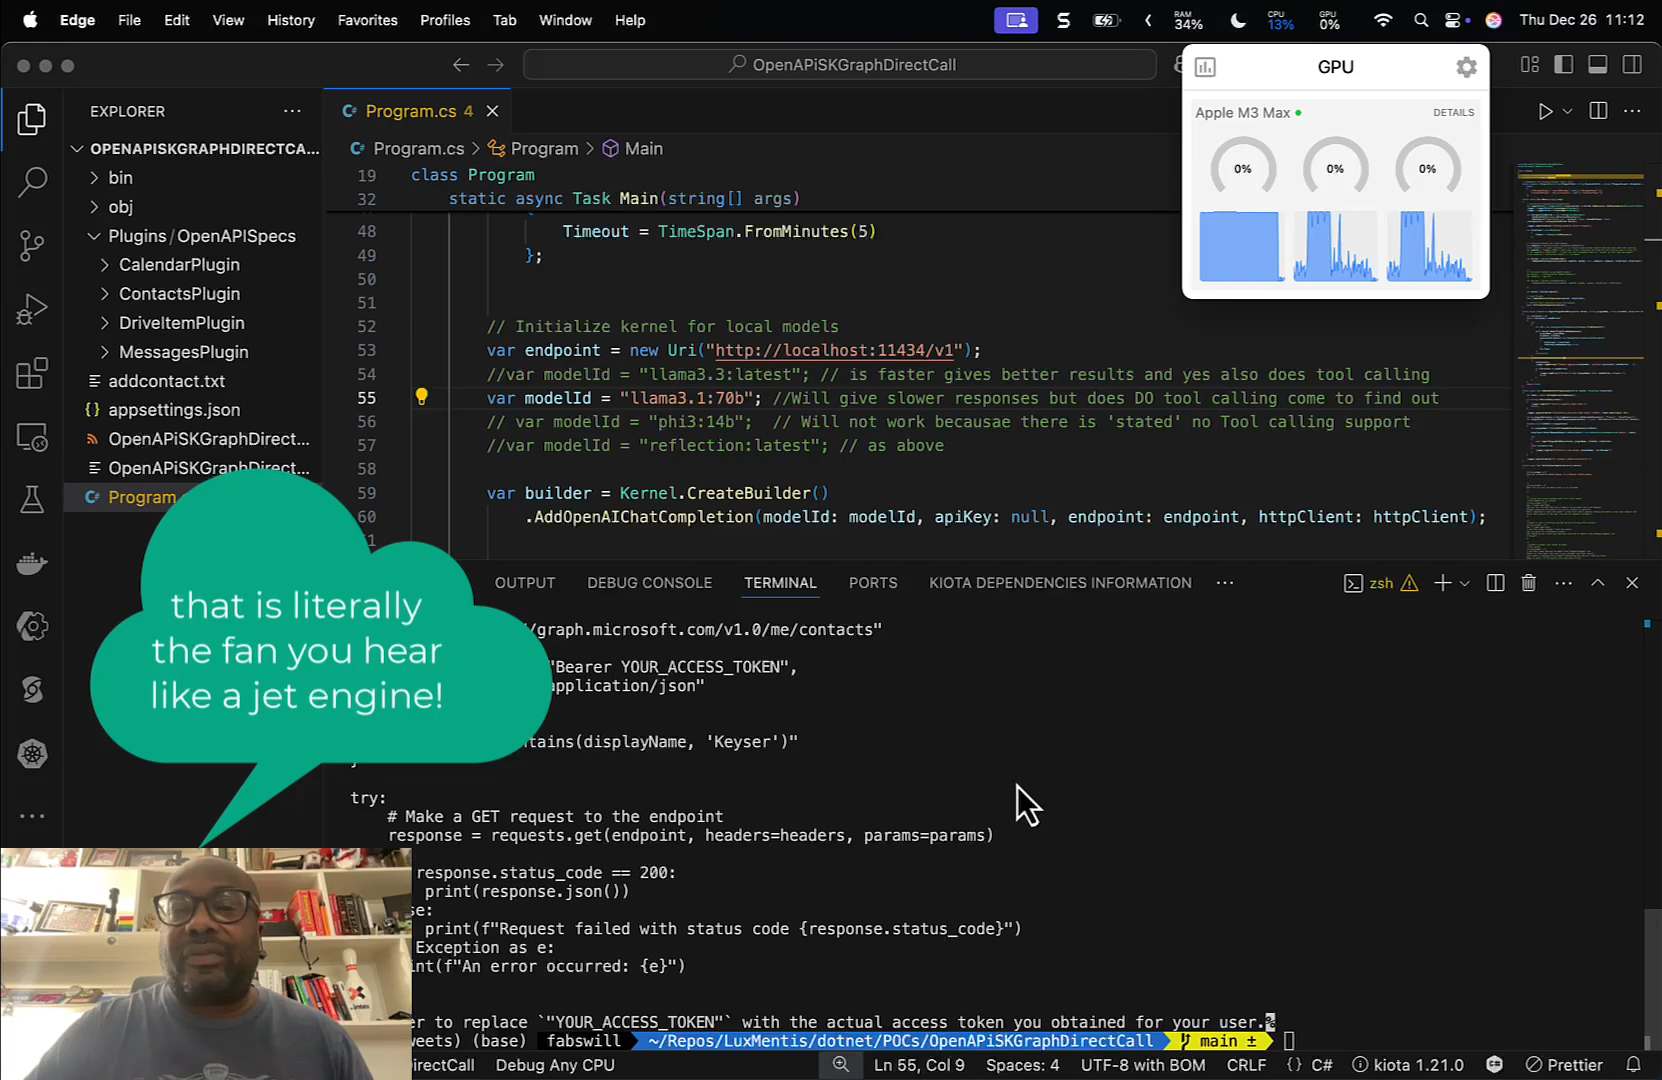 Edge File Edit View History Favorites Profiles Tab Window Help
RAM 34% CPU 13% GPU 0% Thu Dec 26 11:12
OpenAPiSKGraphDirectCall
GPU
Apple M3 Max DETAILS
0% 0% 0%
EXPLORER
OPENAPISKGRAPHDIRECTCA...
bin
obj
Plugins/OpenAPISpecs
CalendarPlugin
ContactsPlugin
DriveItemPlugin
MessagesPlugin
addcontact.txt
appsettings.json
OpenAPiSKGraphDirect...
OpenAPiSKGraphDirect...
Program
Program.cs 4
Program.cs > Program > Main
19 class Program
32 static async Task Main(string[] args)
48 Timeout = TimeSpan.FromMinutes(5)
49 };
50
51
52 // Initialize kernel for local models
53 var endpoint = new Uri("http://localhost:11434/v1");
54 //var modelId = "llama3.3:latest"; // is faster gives better results and yes also does tool calling
55 var modelId = "llama3.1:70b"; //Will give slower responses but does DO tool calling come to find out
56 // var modelId = "phi3:14b";  // Will not work becausae there is 'stated' no Tool calling support
57 //var modelId = "reflection:latest"; // as above
58
59 var builder = Kernel.CreateBuilder()
60 .AddOpenAIChatCompletion(modelId: modelId, apiKey: null, endpoint: endpoint, httpClient: httpClient);
61
OUTPUT DEBUG CONSOLE TERMINAL PORTS KIOTA DEPENDENCIES INFORMATION ... zsh
/graph.microsoft.com/v1.0/me/contacts"
"Bearer YOUR_ACCESS_TOKEN",
application/json"
tains(displayName, 'Keyser')"
try:
# Make a GET request to the endpoint
response = requests.get(endpoint, headers=headers, params=params)
response.status_code == 200:
print(response.json())
se:
print(f"Request failed with status code {response.status_code}")
Exception as e:
int(f"An error occurred: {e}")
er to replace `"YOUR_ACCESS_TOKEN"` with the actual access token you obtained for your user.%
weets) (base) fabswill ~/Repos/LuxMentis/dotnet/POCs/OpenAPiSKGraphDirectCall main ±
irectCall Debug Any CPU Ln 55, Col 9 Spaces: 4 UTF-8 with BOM CRLF {} C# kiota 1.21.0 Prettier
that is literally
the fan you hear
like a jet engine!